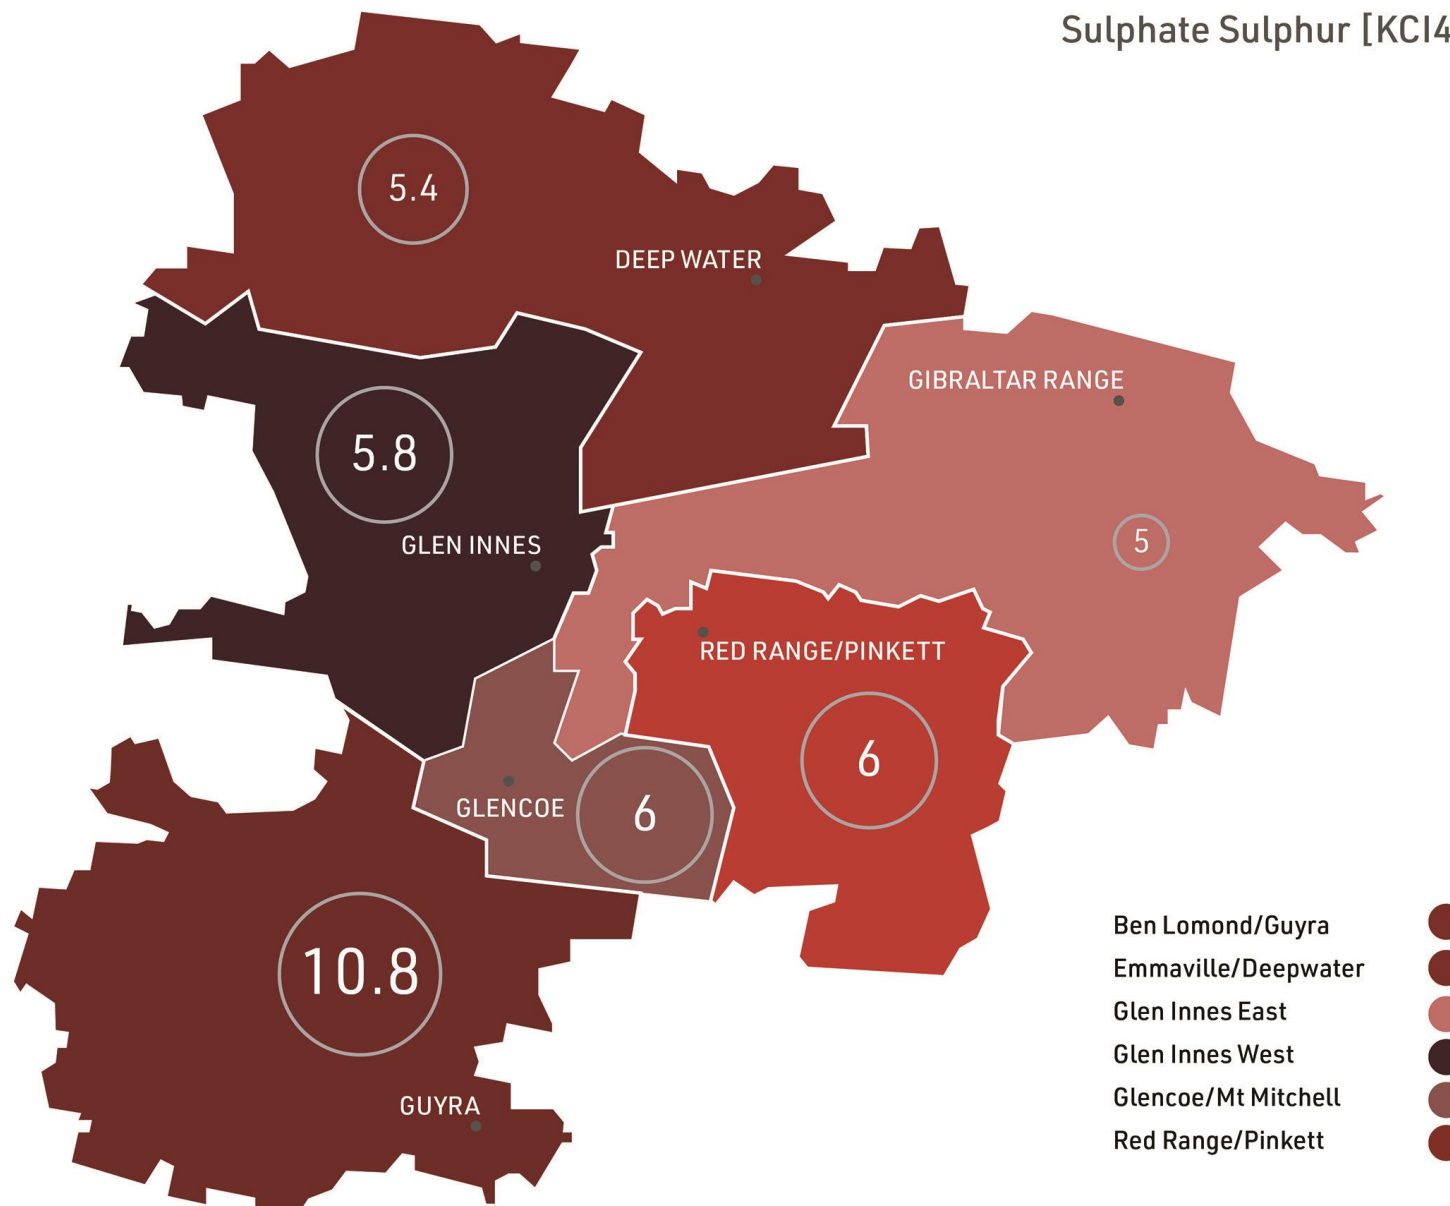 Sulphate Sulphur [KCI4
5.4
DEEP WATER
GIBRALTAR RANGE
5.8
GLEN INNES
5
RED RANGE/PINKETT
6
GLENCOE
6
10.8
GUYRA
Ben Lomond/Guyra
Emmaville/Deepwater
Glen Innes East
Glen Innes West
Glencoe/Mt Mitchell
Red Range/Pinkett